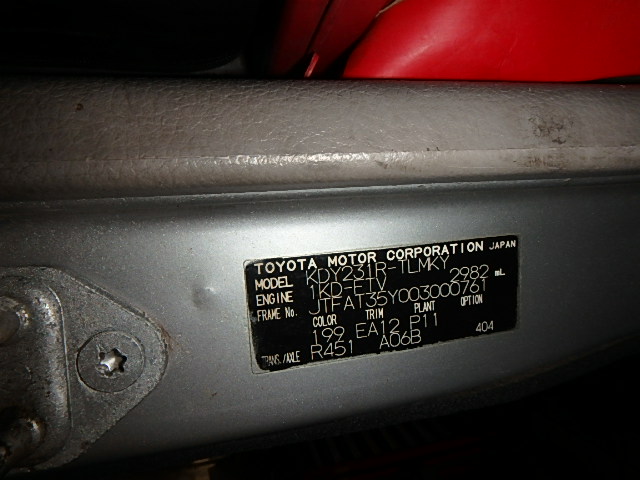 TOYOTA MOTOR CORPORATION JAPAN
MODEL KDY231R-TLMKY
ENGINE 1KD-FTV 2982 mL
FRAME No. JTFAT35Y003000761
COLOR TRIM PLANT OPTION
199 EA12 P11
404
TRANS./AXLE R451 A06B